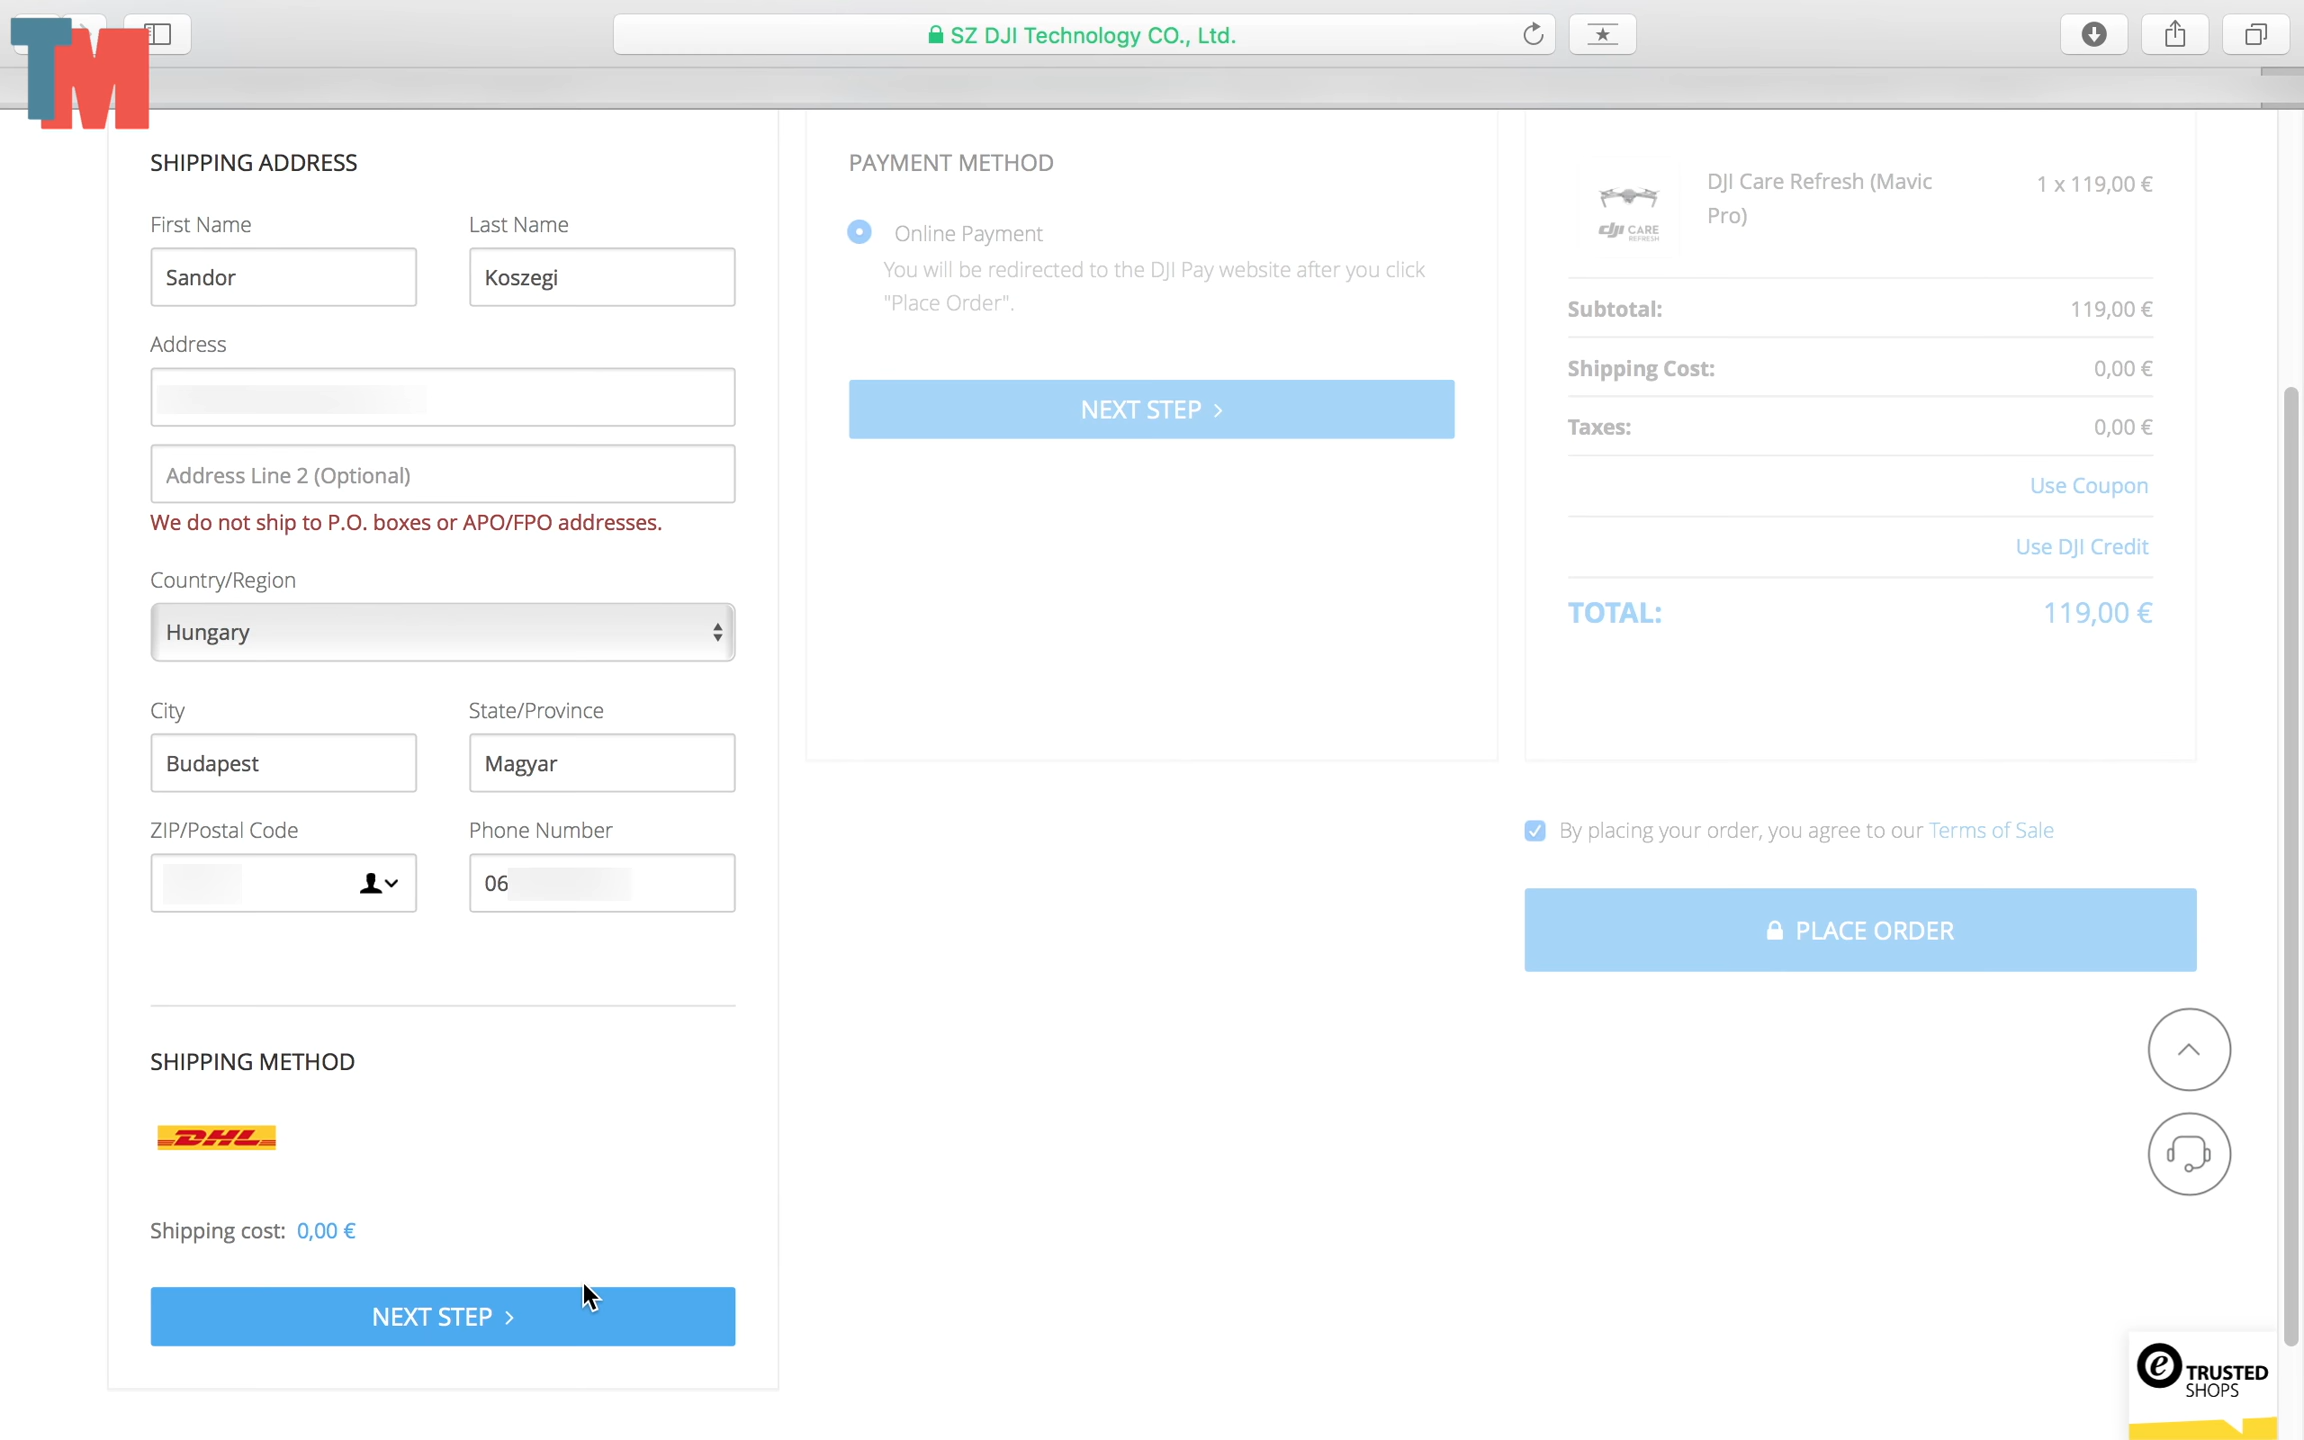 TM
SZ DJI Technology CO., Ltd.
SHIPPING ADDRESS
First Name
Last Name
Sandor
Koszegi
Address
Address Line 2 (Optional)
We do not ship to P.O. boxes or APO/FPO addresses.
Country/Region
Hungary
City
State/Province
Budapest
Magyar
ZIP/Postal Code
Phone Number
06
SHIPPING METHOD
DHL
Shipping cost: 0,00 €
NEXT STEP >
PAYMENT METHOD
Online Payment
You will be redirected to the DJI Pay website after you click
"Place Order".
NEXT STEP >
dji CARE
REFRESH
DJI Care Refresh (Mavic
Pro)
1 x 119,00 €
Subtotal:
119,00 €
Shipping Cost:
0,00 €
Taxes:
0,00 €
Use Coupon
Use DJI Credit
TOTAL:
119,00 €
By placing your order, you agree to our Terms of Sale
PLACE ORDER
e
TRUSTED
SHOPS